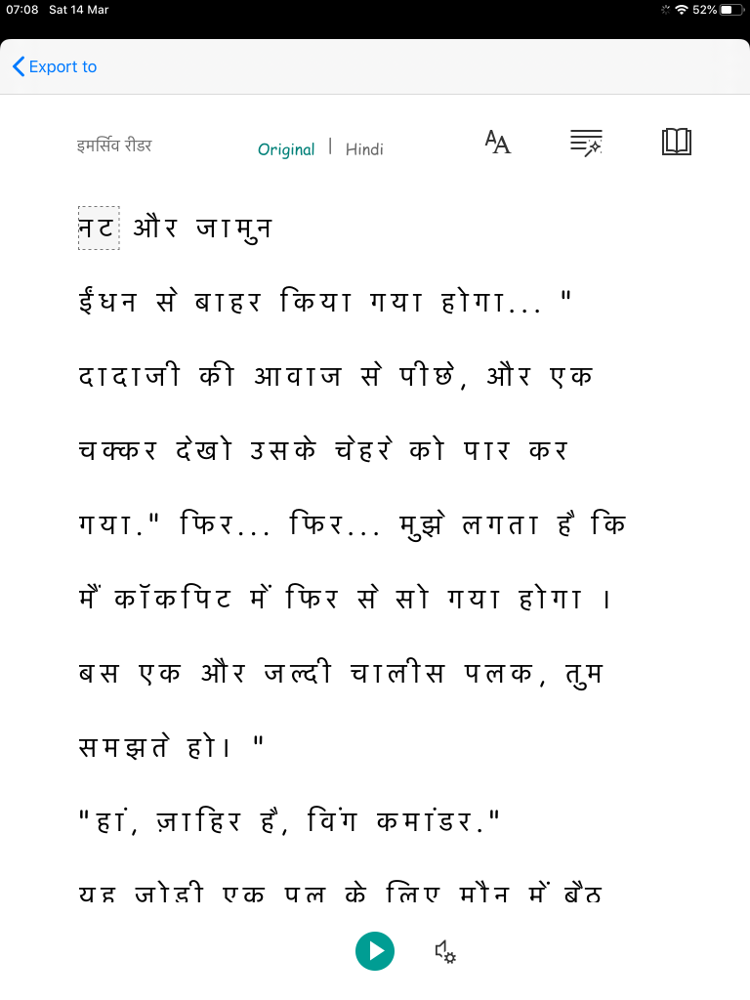 07:08 Sat 14 Mar 52%
Export to
इमर्सिव रीडर Original | Hindi AA
नट और जामुन
ईंधन से बाहर किया गया होगा... "
दादाजी की आवाज से पीछे, और एक
चक्कर देखो उसके चेहरे को पार कर
गया." फिर... फिर... मुझे लगता है कि
मैं कॉकपिट में फिर से सो गया होगा ।
बस एक और जल्दी चालीस पलक, तुम
समझते हो। "
"हां, ज़ाहिर है, विंग कमांडर."
यह जोड़ी एक पल के लिए मौन में बैठ